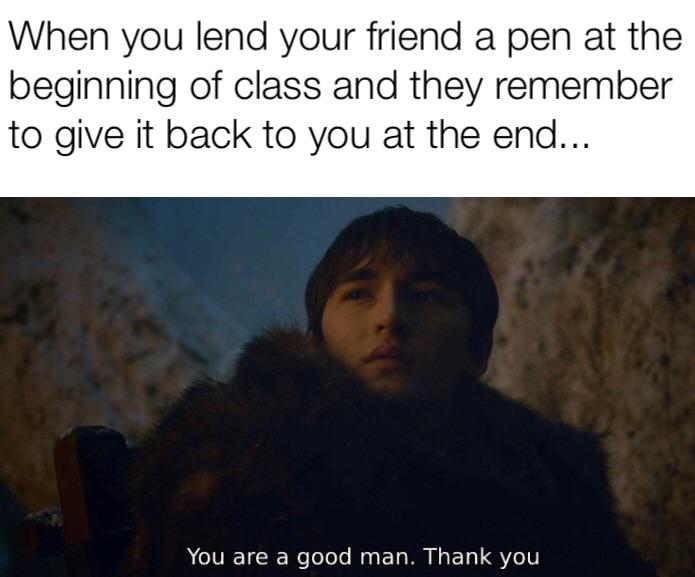 When you lend your friend a pen at the
beginning of class and they remember
to give it back to you at the end...
You are a good man. Thank you